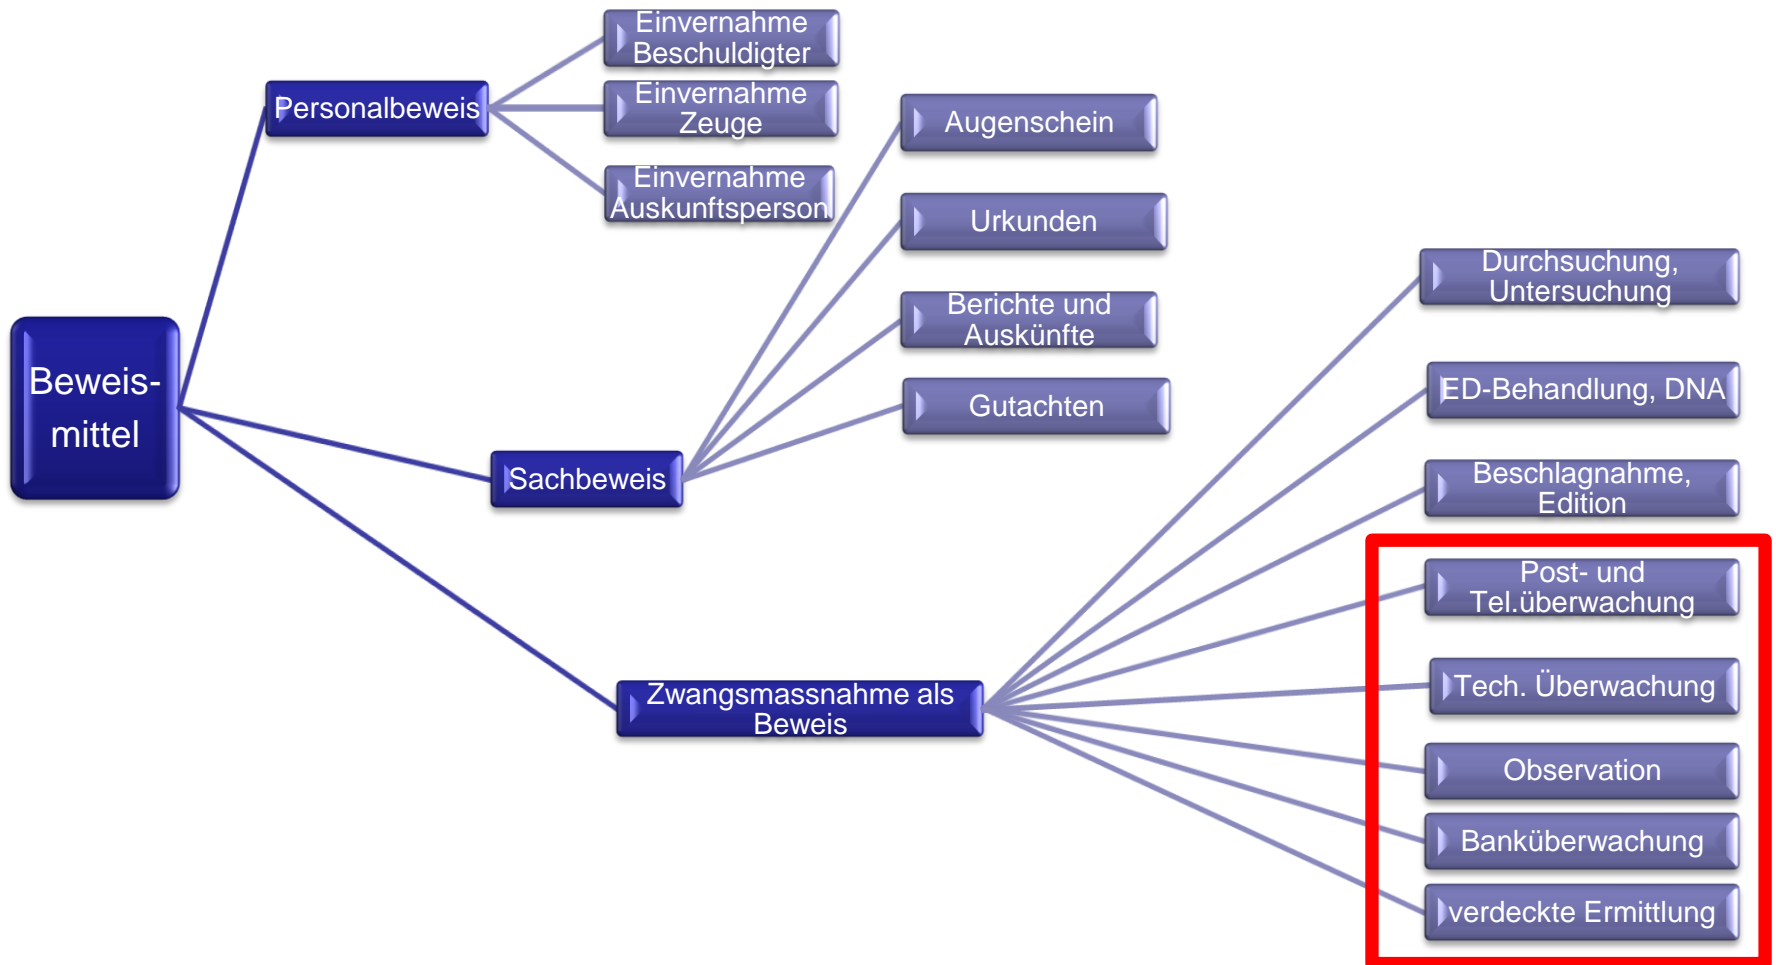 Beweis-
mittel
Personalbeweis
Einvernahme
Beschuldigter
Einvernahme
Zeuge
Einvernahme
Auskunftsperson
Sachbeweis
Augenschein
Urkunden
Berichte und
Auskünfte
Gutachten
Zwangsmassnahme als
Beweis
Durchsuchung,
Untersuchung
ED-Behandlung, DNA
Beschlagnahme,
Edition
Post- und
Tel.überwachung
Tech. Überwachung
Observation
Banküberwachung
verdeckte Ermittlung